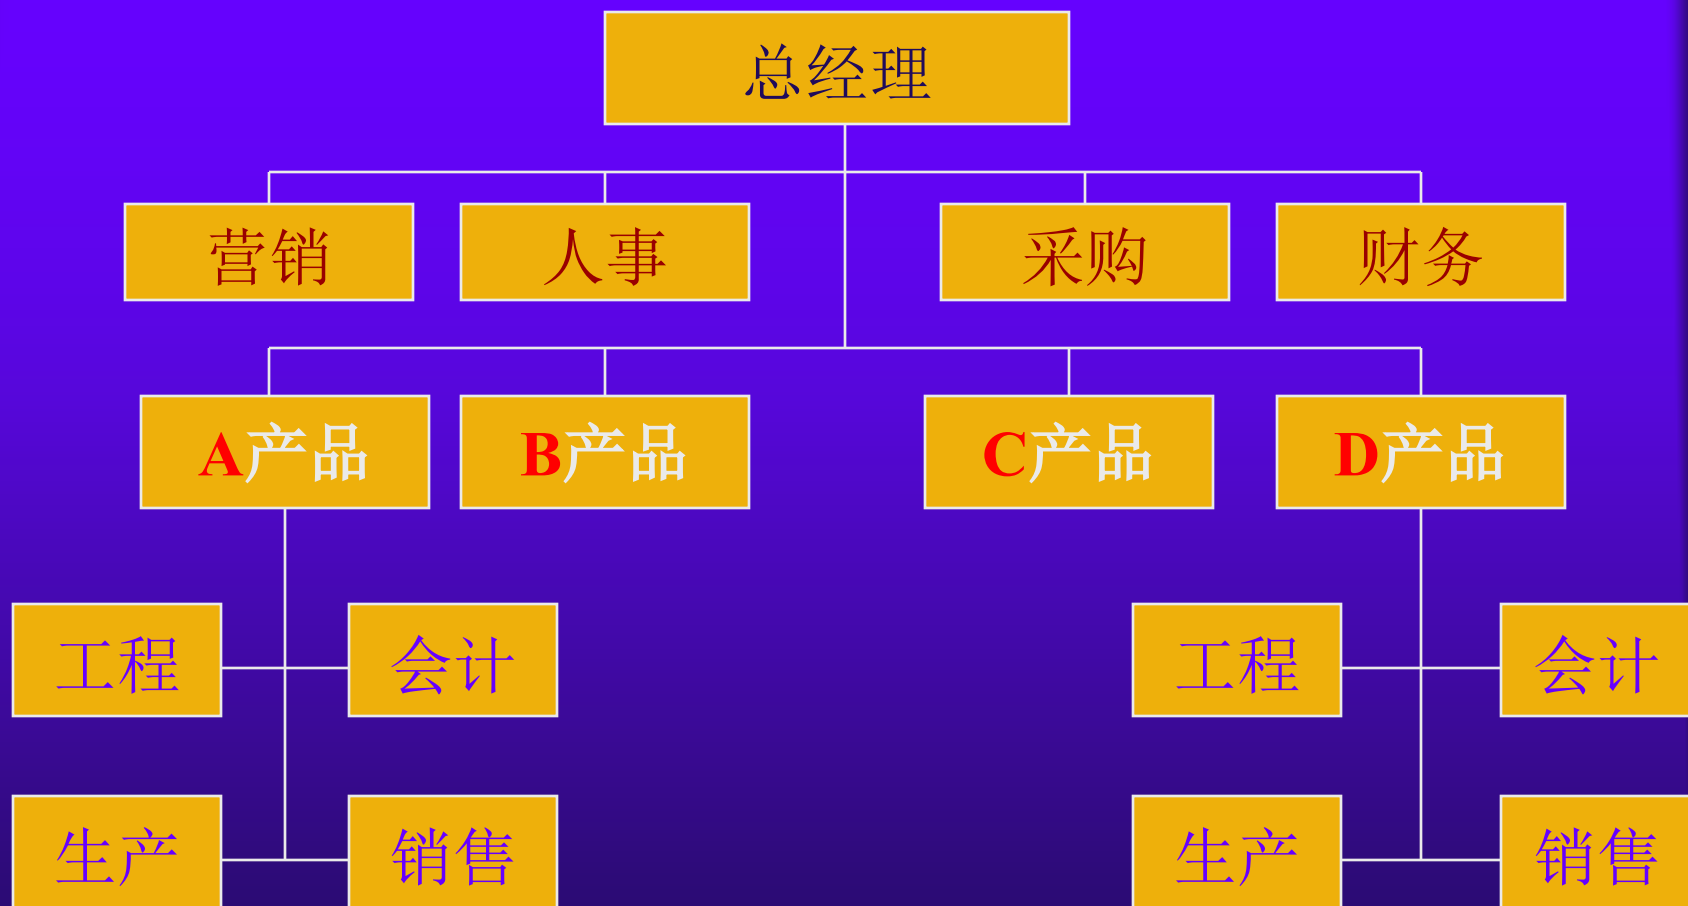 总经理
营销 人事 采购 财务
A产品 B产品 C产品 D产品
工程 会计 工程 会计
生产 销售 生产 销售